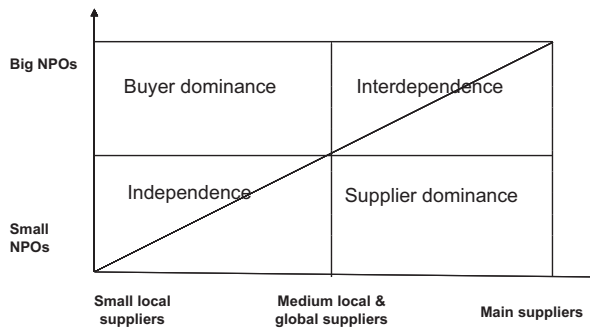 Big NPOs
Buyer dominance
Interdependence
Independence
Supplier dominance
Small
NPOs
Small local
suppliers
Medium local &
global suppliers
Main suppliers